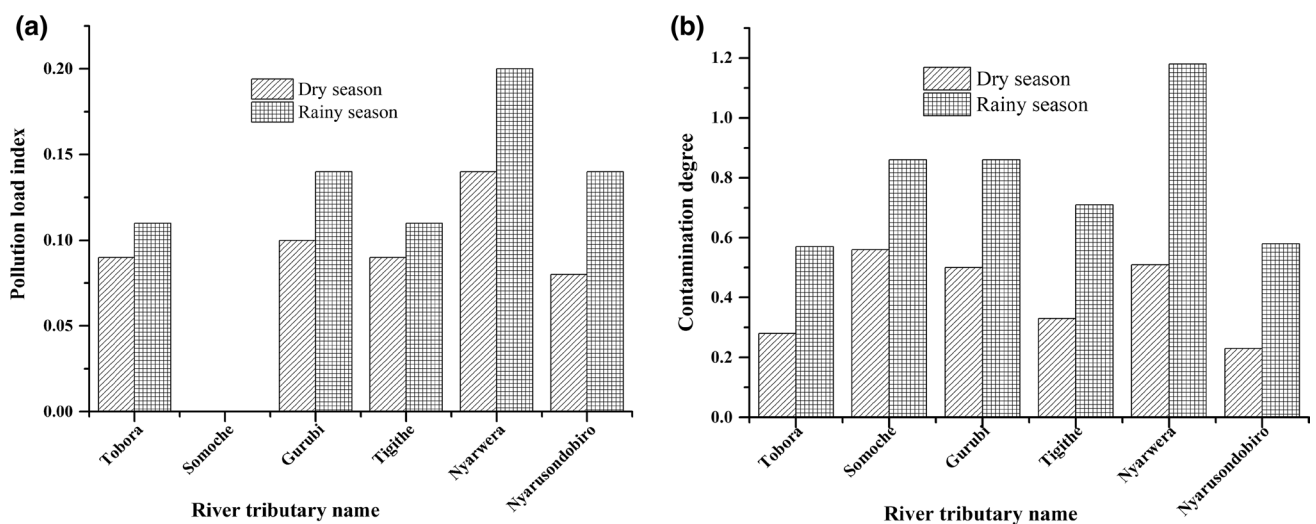 (a)
0.20
0.15
0.10
0.05
0.00
Pollution load index
Dry season
Rainy season
Tobora
Somoche
Gurubi
Tigithe
Nyarwera
Nyarusondobiro
River tributary name
(b)
1.2
1.0
0.8
0.6
0.4
0.2
0.0
Contamination degree
Dry season
Rainy season
Tobora
Somoche
Gurubi
Tigithe
Nyarwera
Nyarusondobiro
River tributary name